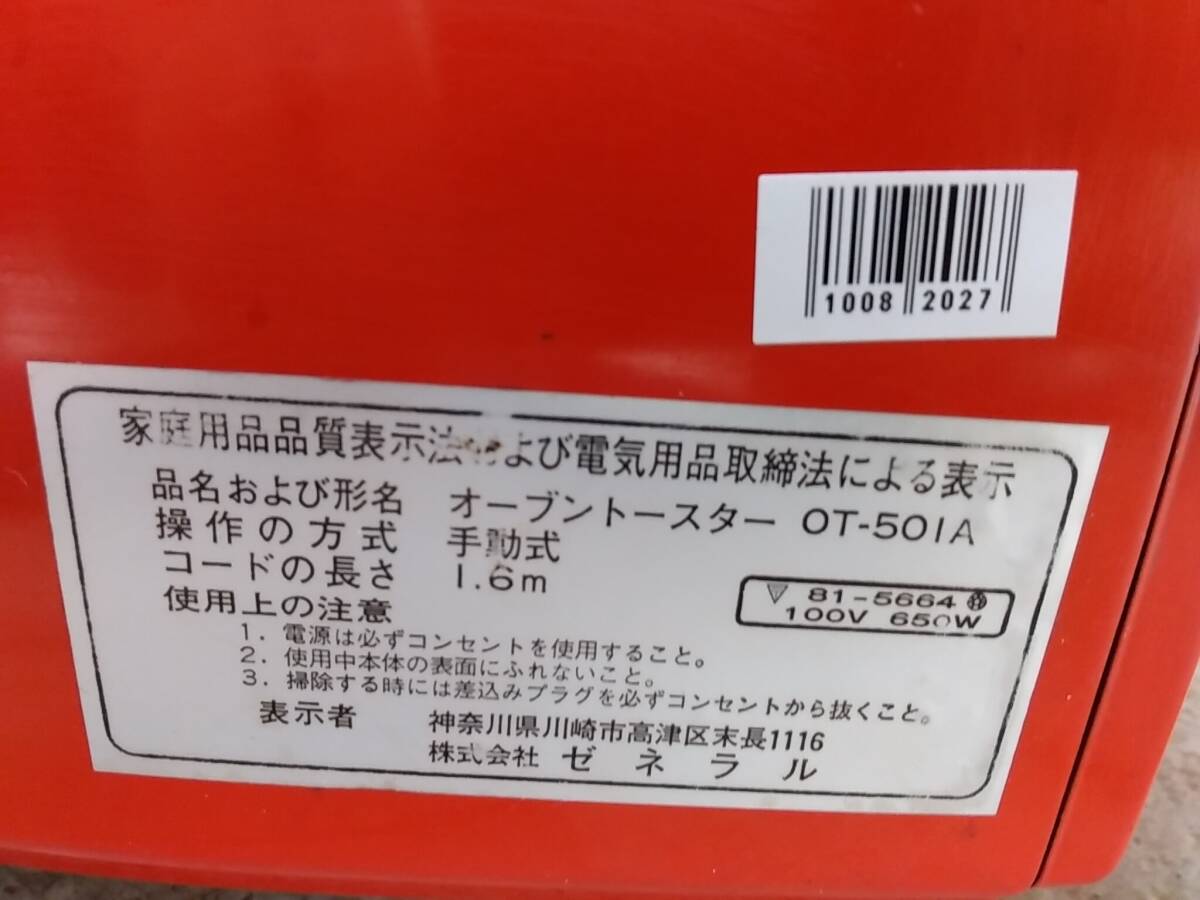 1008 2027
家庭用品品質表示法および電気用品取締法による表示
品名および形名 オーブントースター OT-501A
操作の方式 手動式
コードの長さ 1.6m
使用上の注意
▽ 81-5664
100V 650W
1. 電源は必ずコンセントを使用すること。
2. 使用中本体の表面にふれないこと。
3. 掃除する時には差込みプラグを必ずコンセントから抜くこと。
表示者 神奈川県川崎市高津区末長1116
株式会社 ゼネラル